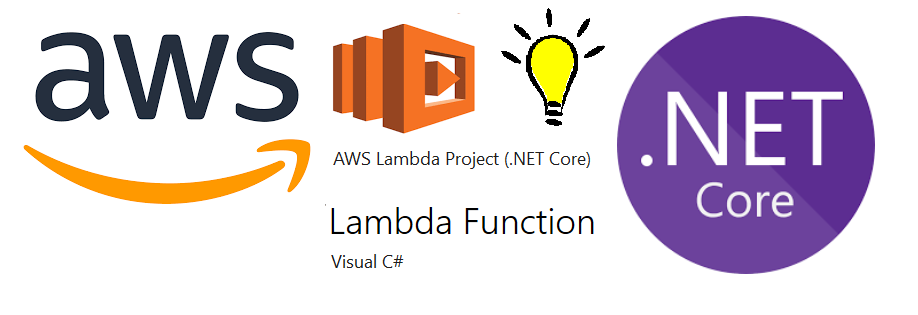 aws
AWS Lambda Project (.NET Core)
Lambda Function
Visual C#
.NET
Core